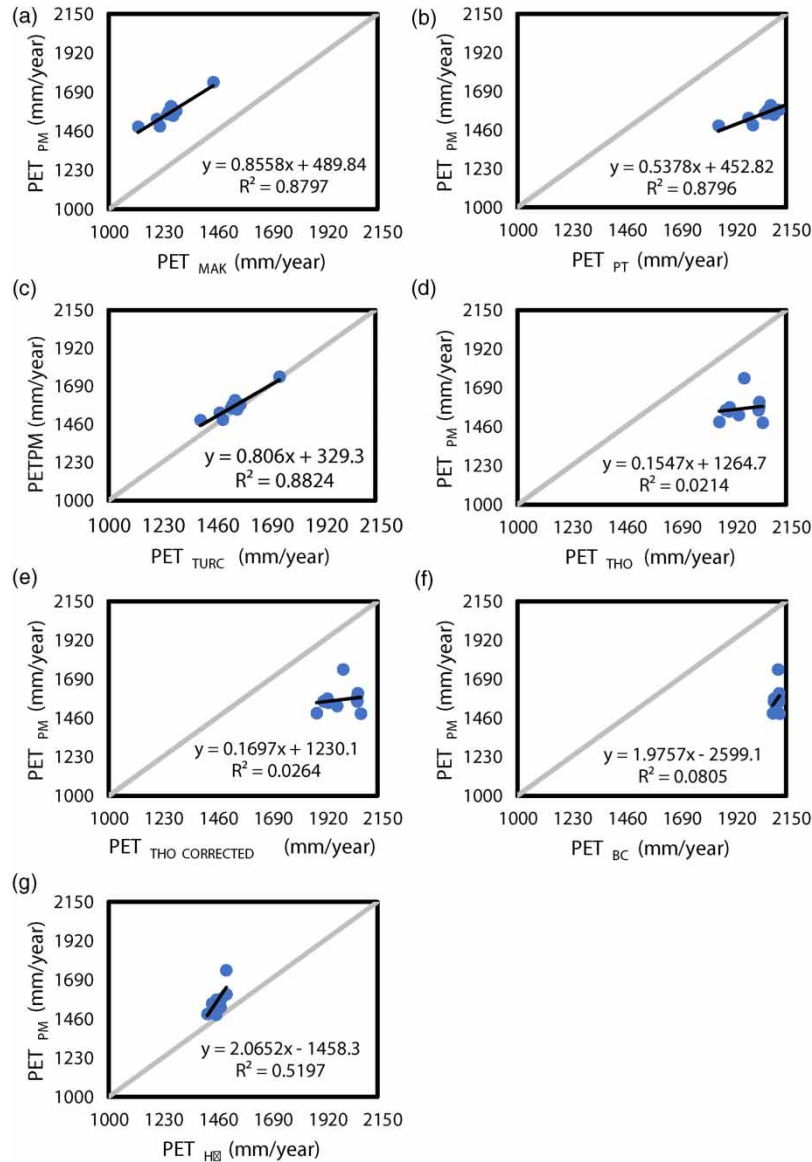 (a)
2150
1920
1690
1460
1230
1000
PET PM (mm/year)
y = 0.8558x + 489.84
R² = 0.8797
1000 1230 1460 1690 1920 2150
PET MAK (mm/year)
(b)
2150
1920
1690
1460
1230
1000
PET PM (mm/year)
y = 0.5378x + 452.82
R² = 0.8796
1000 1230 1460 1690 1920 2150
PET PT (mm/year)
(c)
2150
1920
1690
1460
1230
1000
PETPM (mm/year)
y = 0.806x + 329.3
R² = 0.8824
1000 1230 1460 1690 1920 2150
PET TURC (mm/year)
(d)
2150
1920
1690
1460
1230
1000
PET PM (mm/year)
y = 0.1547x + 1264.7
R² = 0.0214
1000 1230 1460 1690 1920 2150
PET THO (mm/year)
(e)
2150
1920
1690
1460
1230
1000
PET PM (mm/year)
y = 0.1697x + 1230.1
R² = 0.0264
1000 1230 1460 1690 1920 2150
PET THO CORRECTED (mm/year)
(f)
2150
1920
1690
1460
1230
1000
PET PM (mm/year)
y = 1.9757x - 2599.1
R² = 0.0805
1000 1230 1460 1690 1920 2150
PET BC (mm/year)
(g)
2150
1920
1690
1460
1230
1000
PET PM (mm/year)
y = 2.0652x - 1458.3
R² = 0.5197
1000 1230 1460 1690 1920 2150
PET (mm/year)